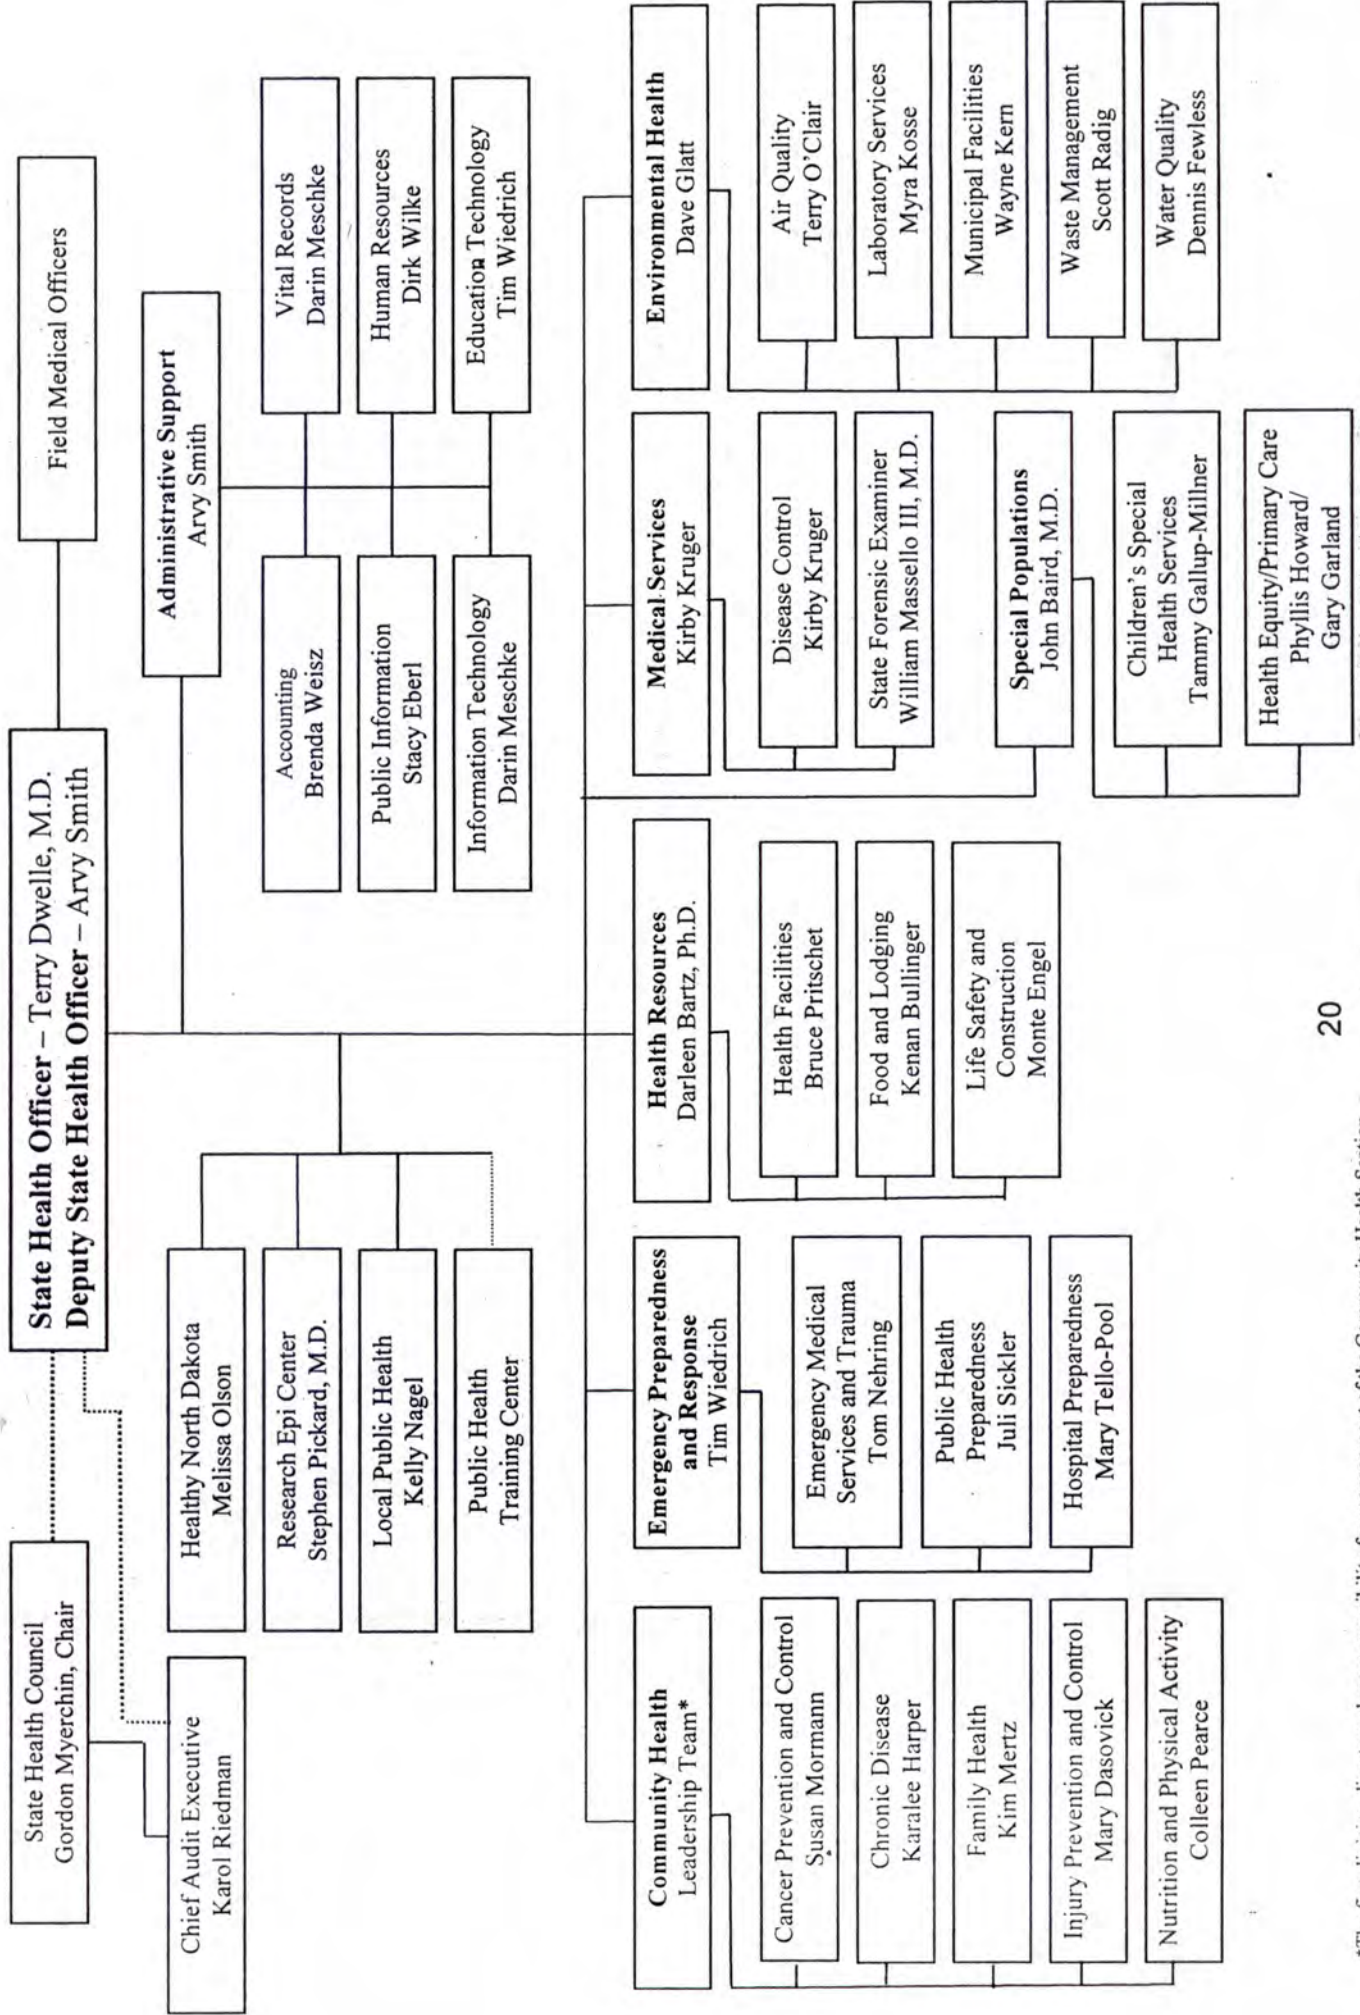 State Health Council
Gordon Myerchin, Chair
State Health Officer – Terry Dwelle, M.D.
Deputy State Health Officer – Arvy Smith
Field Medical Officers
Chief Audit Executive
Karol Riedman
Administrative Support
Arvy Smith
Healthy North Dakota
Melissa Olson
Research Epi Center
Stephen Pickard, M.D.
Local Public Health
Kelly Nagel
Public Health
Training Center
Accounting
Brenda Weisz
Vital Records
Darin Meschke
Public Information
Stacy Eberl
Human Resources
Dirk Wilke
Information Technology
Darin Meschke
Education Technology
Tim Wiedrich
Community Health
Leadership Team*
Cancer Prevention and Control
Susan Mormann
Chronic Disease
Karalee Harper
Family Health
Kim Mertz
Injury Prevention and Control
Mary Dasovick
Nutrition and Physical Activity
Colleen Pearce
Emergency Preparedness
and Response
Tim Wiedrich
Emergency Medical
Services and Trauma
Tom Nehring
Public Health
Preparedness
Juli Sickler
Hospital Preparedness
Mary Tello-Pool
Health Resources
Darleen Bartz, Ph.D.
Health Facilities
Bruce Pritschet
Food and Lodging
Kenan Bullinger
Life Safety and
Construction
Monte Engel
Medical Services
Kirby Kruger
Disease Control
Kirby Kruger
State Forensic Examiner
William Massello III, M.D.
Special Populations
John Baird, M.D.
Children's Special
Health Services
Tammy Gallup-Millner
Health Equity/Primary Care
Phyllis Howard/
Gary Garland
Environmental Health
Dave Glatt
Air Quality
Terry O'Clair
Laboratory Services
Myra Kosse
Municipal Facilities
Wayne Kern
Waste Management
Scott Radig
Water Quality
Dennis Fewless
20